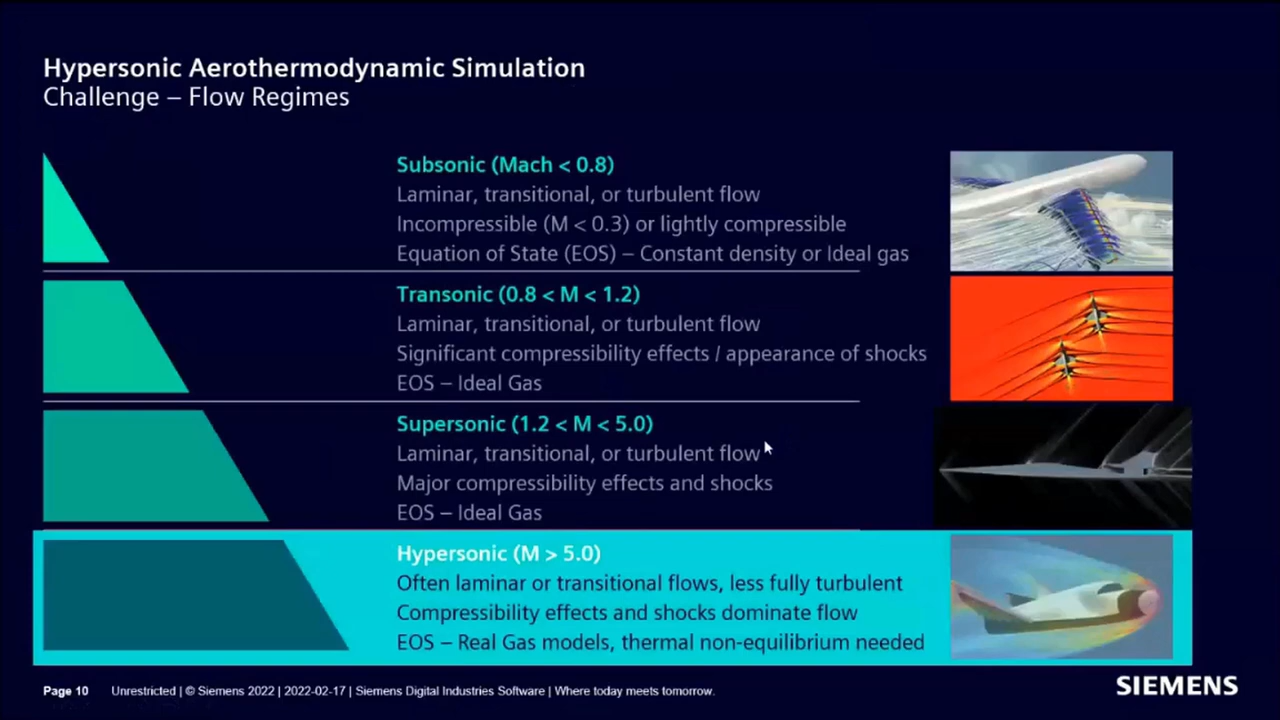 Hypersonic Aerothermodynamic Simulation
Challenge – Flow Regimes
Subsonic (Mach < 0.8)
Laminar, transitional, or turbulent flow
Incompressible (M < 0.3) or lightly compressible
Equation of State (EOS) – Constant density or Ideal gas
Transonic (0.8 < M < 1.2)
Laminar, transitional, or turbulent flow
Significant compressibility effects / appearance of shocks
EOS – Ideal Gas
Supersonic (1.2 < M < 5.0)
Laminar, transitional, or turbulent flow
Major compressibility effects and shocks
EOS – Ideal Gas
Hypersonic (M > 5.0)
Often laminar or transitional flows, less fully turbulent
Compressibility effects and shocks dominate flow
EOS – Real Gas models, thermal non-equilibrium needed
Page 10 Unrestricted | © Siemens 2022 | 2022-02-17 | Siemens Digital Industries Software | Where today meets tomorrow.
SIEMENS